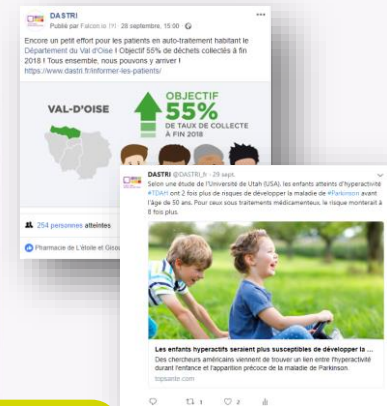 DASTRI
Publié par Falcon.io [?] · 28 septembre, 15:00 ·
Encore un petit effort pour les patients en auto-traitement habitant le
Département du Val d'Oise ! Objectif 55% de déchets collectés à fin
2018 ! Tous ensemble, nous pouvons y arriver !
https://www.dastri.fr/informer-les-patients/
VAL-D'OISE
OBJECTIF
55%
DE TAUX DE COLLECTE
À FIN 2018
254 personnes atteintes
Pharmacie de L'étoile et
DASTRI @DASTRI_fr · 29 sept.
Selon une étude de l'Université de Utah (USA), les enfants atteints d'hyperactivité
#TDAH ont 2 fois plus de risques de développer la maladie de #Parkinson avant
l'âge de 50 ans. Pour ceux sous traitements médicamenteux, le risque monterait à
8 fois plus.
Les enfants hyperactifs seraient plus susceptibles de développer la ...
Des chercheurs américains viennent de trouver un lien entre l'hyperactivité
durant l'enfance et l'apparition précoce de la maladie de Parkinson.
topsante.com
1
2